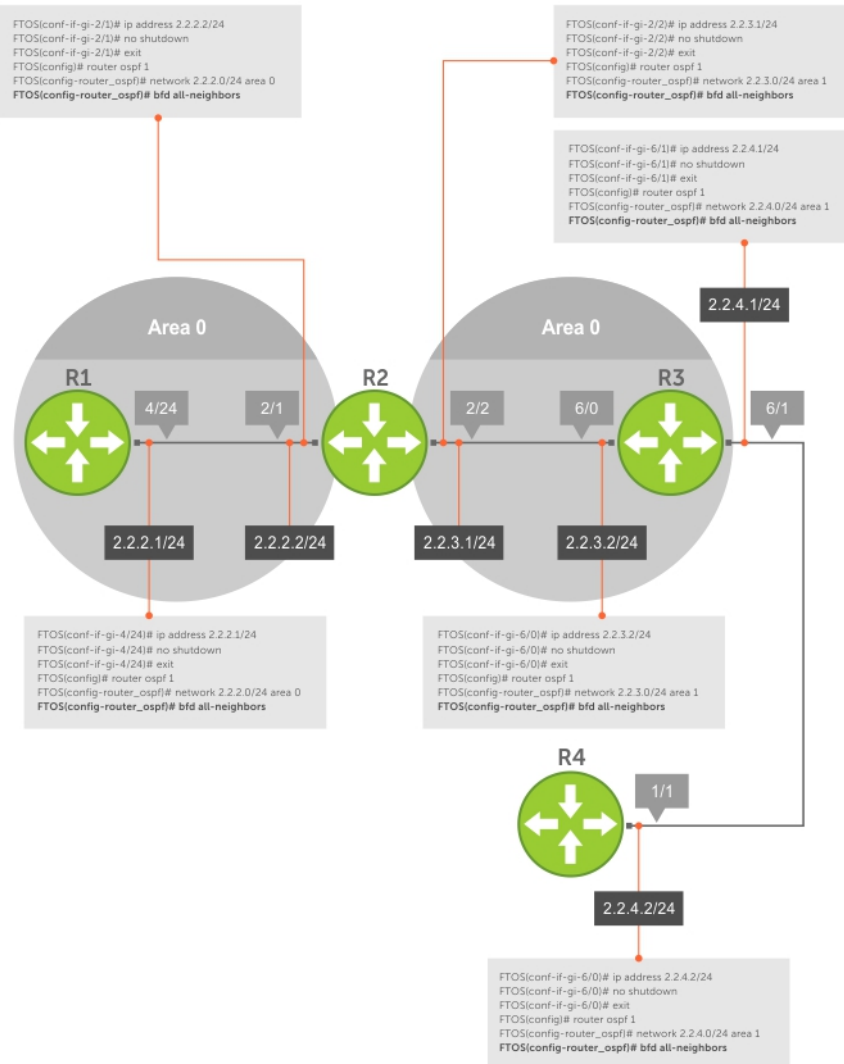 FTOS(conf-if-gi-2/1)# ip address 2.2.2.2/24
FTOS(conf-if-gi-2/1)# no shutdown
FTOS(conf-if-gi-2/1)# exit
FTOS(config)# router ospf 1
FTOS(config-router_ospf)# network 2.2.2.0/24 area 0
FTOS(config-router_ospf)# bfd all-neighbors
FTOS(conf-if-gi-2/2)# ip address 2.2.3.1/24
FTOS(conf-if-gi-2/2)# no shutdown
FTOS(conf-if-gi-2/2)# exit
FTOS(config)# router ospf 1
FTOS(config-router_ospf)# network 2.2.3.0/24 area 1
FTOS(config-router_ospf)# bfd all-neighbors
FTOS(conf-if-gi-6/1)# ip address 2.2.4.1/24
FTOS(conf-if-gi-6/1)# no shutdown
FTOS(conf-if-gi-6/1)# exit
FTOS(config)# router ospf 1
FTOS(config-router_ospf)# network 2.2.4.0/24 area 1
FTOS(config-router_ospf)# bfd all-neighbors
2.2.4.1/24
Area 0
Area 0
R1
R2
R3
4/24
2/1
2/2
6/0
6/1
2.2.2.1/24
2.2.2.2/24
2.2.3.1/24
2.2.3.2/24
FTOS(conf-if-gi-4/24)# ip address 2.2.2.1/24
FTOS(conf-if-gi-4/24)# no shutdown
FTOS(conf-if-gi-4/24)# exit
FTOS(config)# router ospf 1
FTOS(config-router_ospf)# network 2.2.2.0/24 area 0
FTOS(config-router_ospf)# bfd all-neighbors
FTOS(conf-if-gi-6/0)# ip address 2.2.3.2/24
FTOS(conf-if-gi-6/0)# no shutdown
FTOS(conf-if-gi-6/0)# exit
FTOS(config)# router ospf 1
FTOS(config-router_ospf)# network 2.2.3.0/24 area 1
FTOS(config-router_ospf)# bfd all-neighbors
R4
1/1
2.2.4.2/24
FTOS(conf-if-gi-6/0)# ip address 2.2.4.2/24
FTOS(conf-if-gi-6/0)# no shutdown
FTOS(conf-if-gi-6/0)# exit
FTOS(config)# router ospf 1
FTOS(config-router_ospf)# network 2.2.4.0/24 area 1
FTOS(config-router_ospf)# bfd all-neighbors